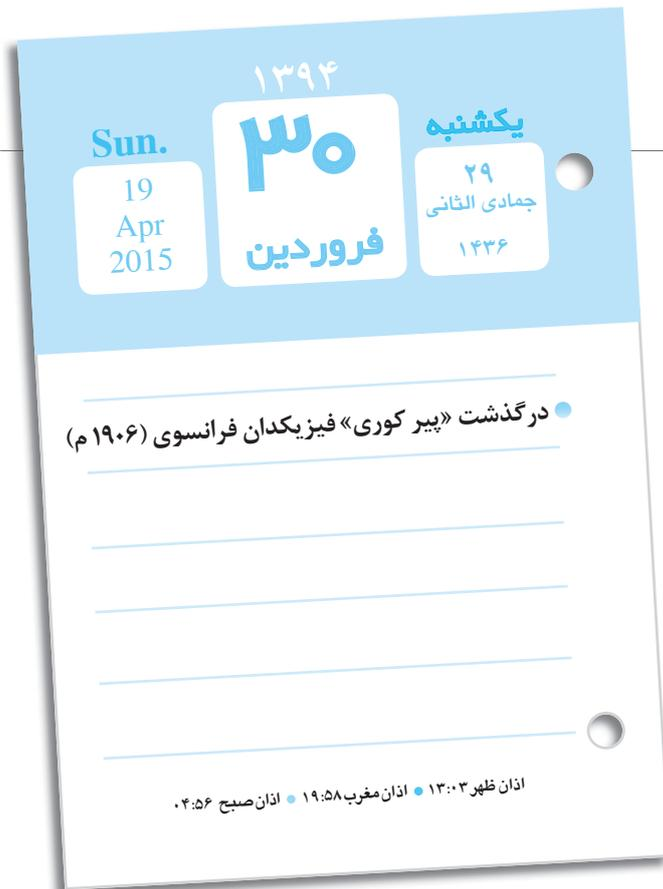 ۱۳۹۴
یکشنبه
۲۹
جمادی الثانی
۱۴۳۶
۳۰
فروردین
Sun.
19
Apr
2015
درگذشت «پیر کوری» فیزیکدان فرانسوی (۱۹۰۶ م)
اذان ظهر ۱۳:۰۳ اذان مغرب ۱۹:۵۸ اذان صبح ۰۴:۵۶